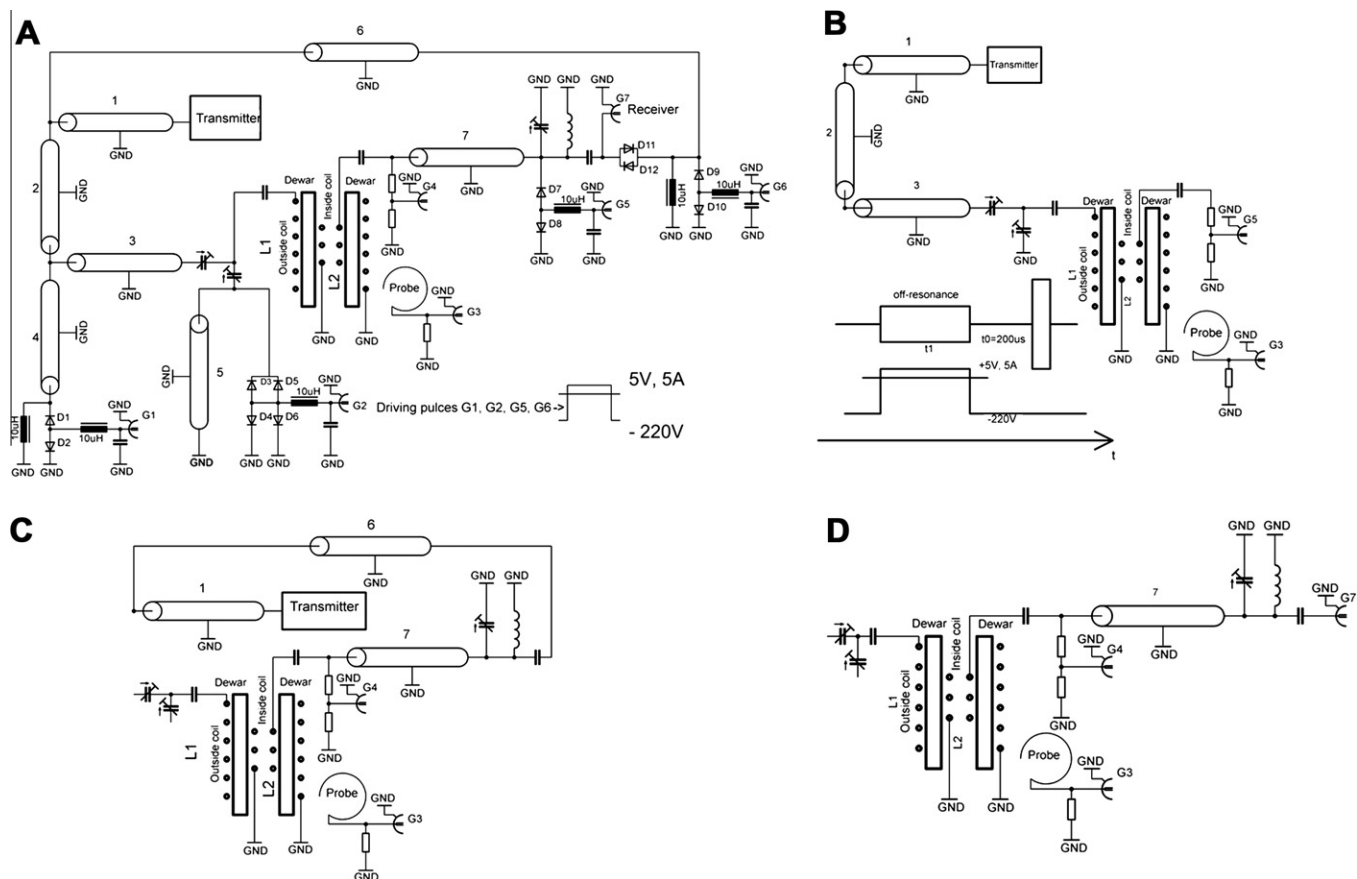 A
6
GND
1
Transmitter
GND
2
GND
3
GND
4
GND
5
GND
GND
10uH
D1
D2
10uH
GND
G1
GND
GND
GND
D3
D5
D4
D6
10uH
GND
G2
GND
GND
GND
Dewar
Inside coil
Dewar
L1
Outside coil
L2
GND
GND
7
GND
GND
G4
GND
Probe
GND
G3
GND
GND
GND
GND
G7
Receiver
D11
D12
D7
D8
10uH
GND
G5
GND
GND
10uH
D9
D10
10uH
GND
G6
GND
GND
GND
Driving pulces G1, G2, G5, G6->
5V, 5A
- 220V
B
1
Transmitter
GND
2
GND
3
GND
GND
Dewar
Inside coil
Dewar
L1
Outside coil
L2
GND
GND
GND
G5
GND
Probe
GND
G3
GND
off-resonance
t1
t0=200us
+5V, 5A
-220V
t
C
6
GND
1
Transmitter
GND
7
GND
GND
GND
Dewar
Inside coil
Dewar
L1
Outside coil
L2
GND
GND
GND
G4
GND
Probe
GND
G3
GND
D
GND
GND
7
GND
GND
G7
Dewar
Inside coil
Dewar
L1
Outside coil
L2
GND
GND
GND
G4
GND
Probe
GND
G3
GND